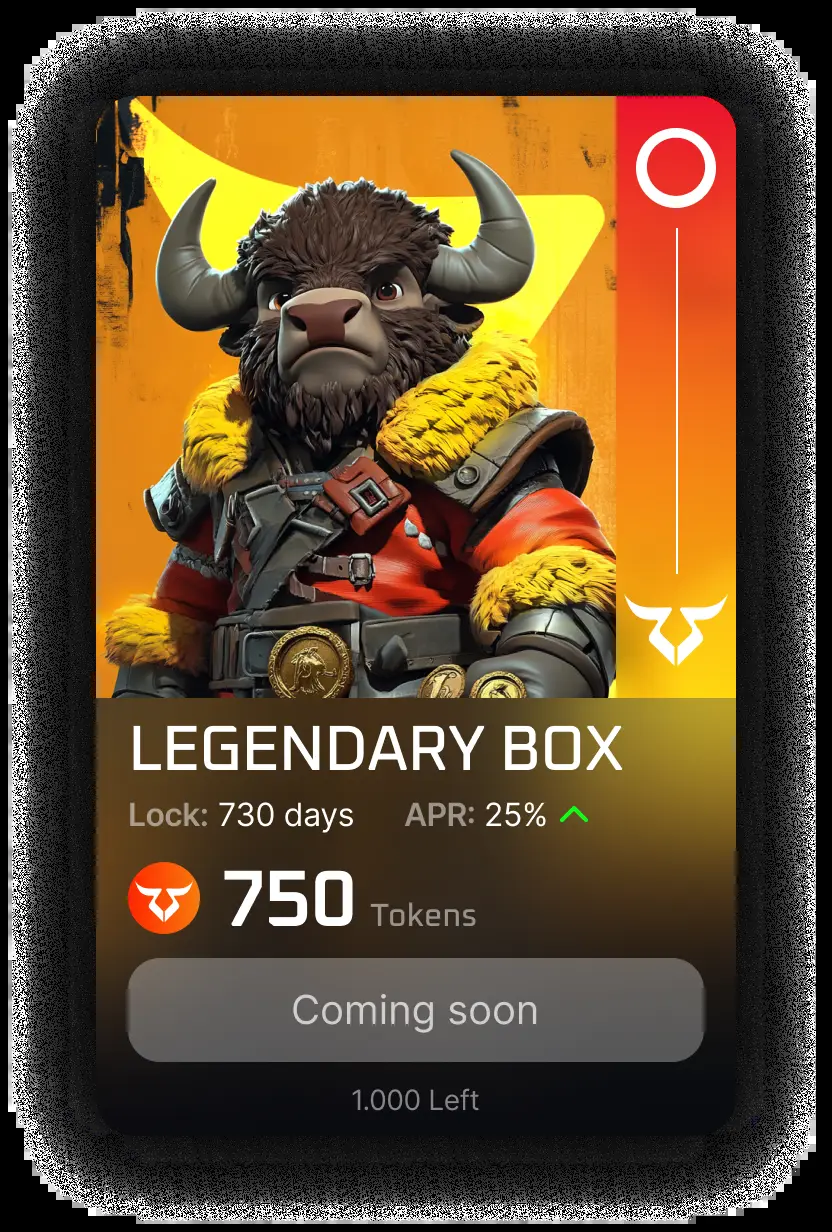 LEGENDARY BOX
Lock: 730 days APR: 25%
750 Tokens
Coming soon
1.000 Left